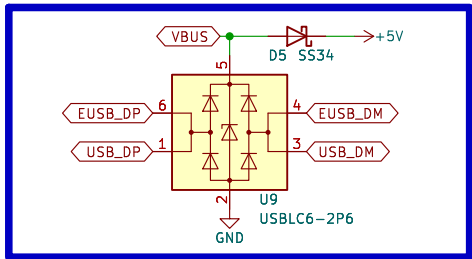 VBUS
+5V
D5 SS34
5
EUSB_DP
6
4
EUSB_DM
USB_DP
1
3
USB_DM
2
U9
USBLC6-2P6
GND